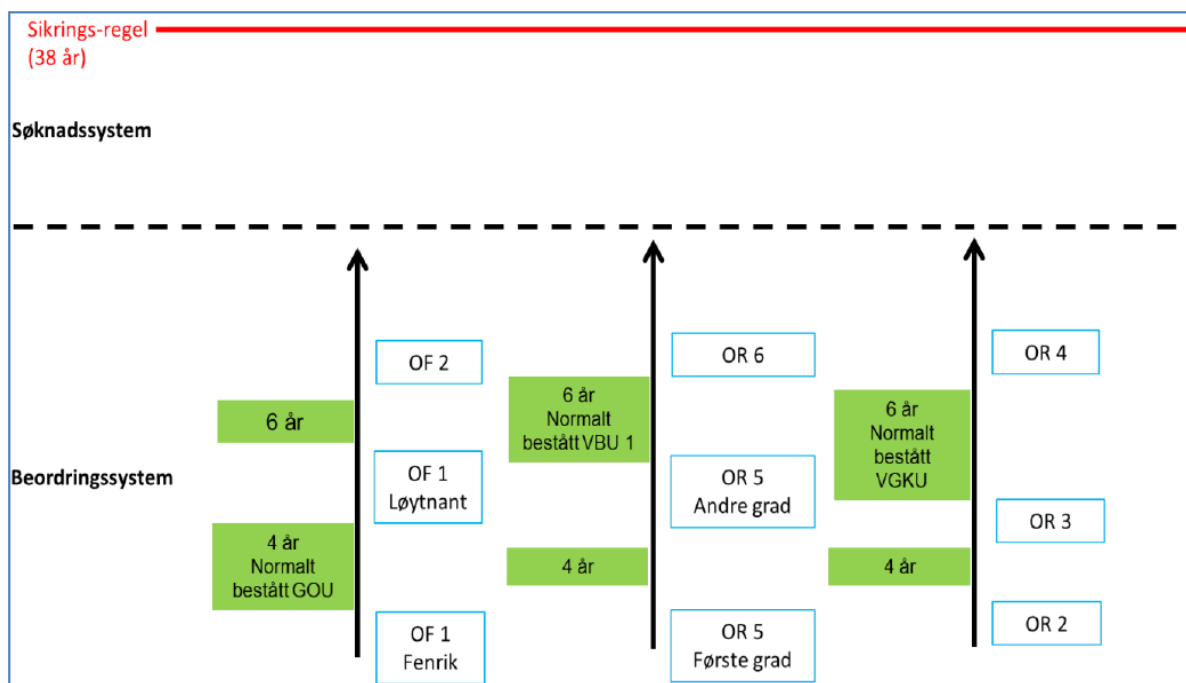 Sikrings-regel
(38 år)
Søknadssystem
OF 2
OR 6
OR 4
6 år
6 år
Normalt
bestått VBU 1
6 år
Normalt
bestått
VGKU
Beordringssystem
OF 1
Løytnant
OR 5
Andre grad
OR 3
4 år
Normalt
bestått GOU
4 år
4 år
OF 1
Fenrik
OR 5
Første grad
OR 2